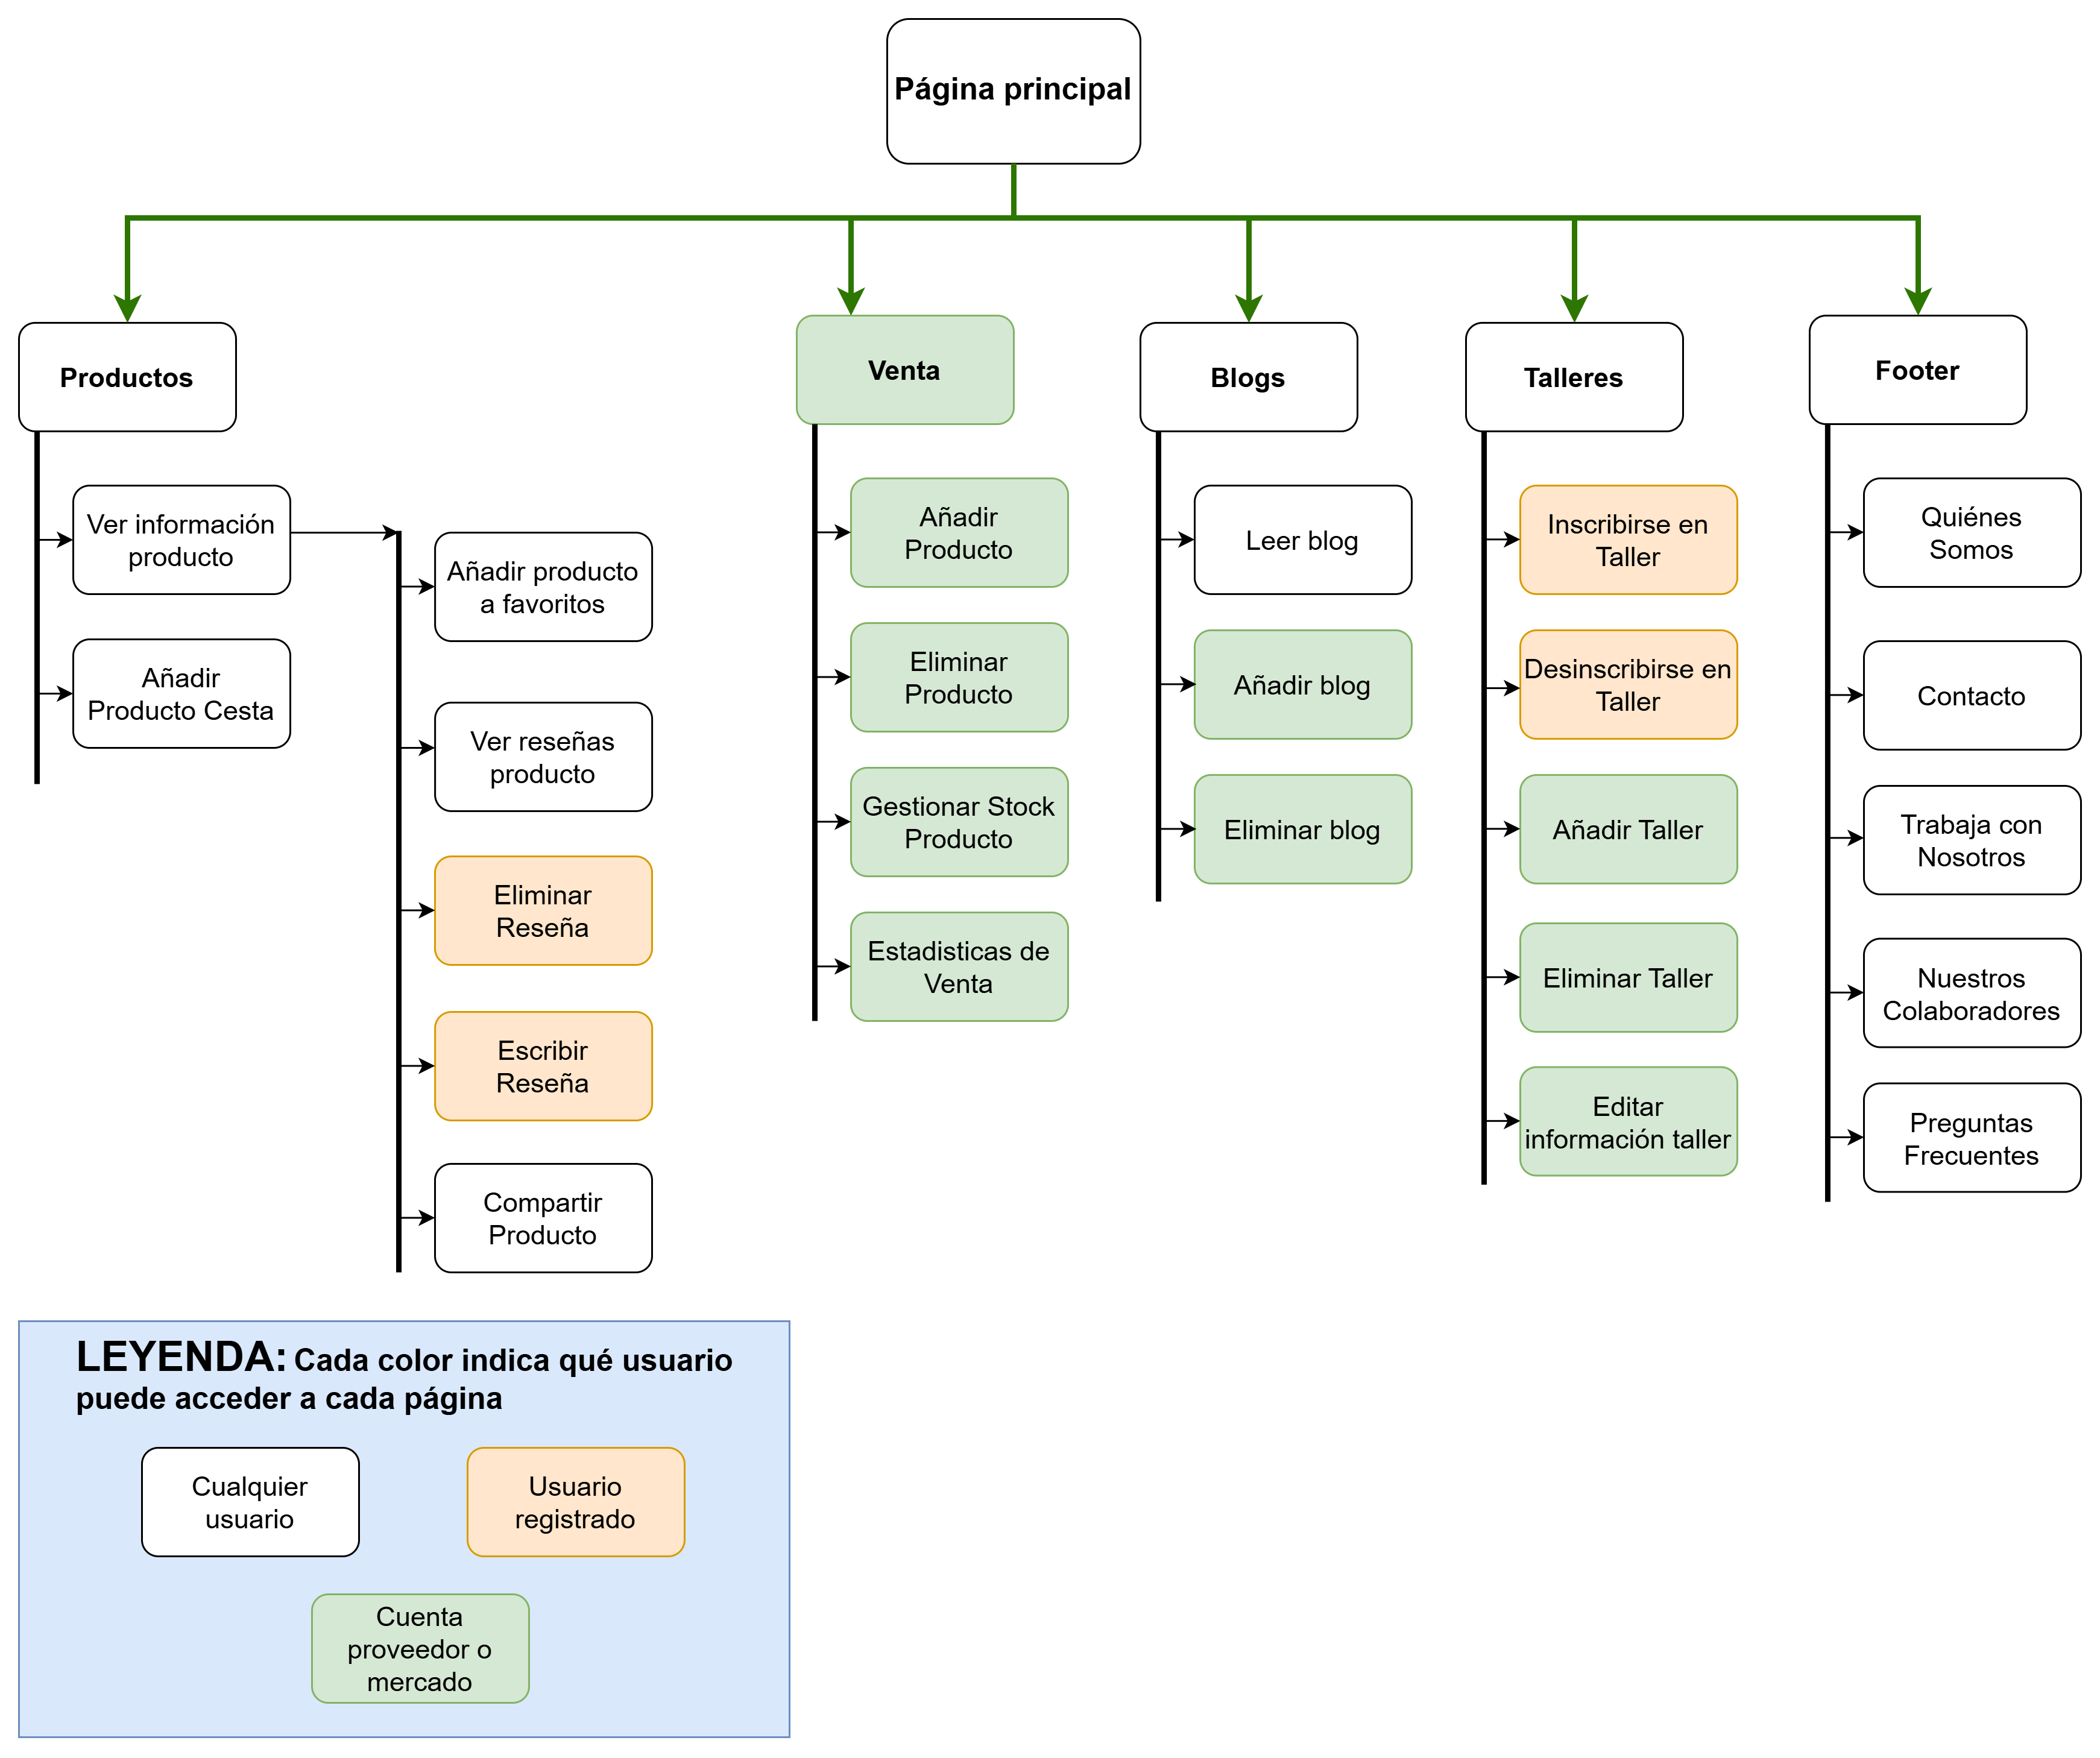 Página principal
Productos
Venta
Blogs
Talleres
Footer
Ver información
producto
Añadir
Producto Cesta
Añadir producto
a favoritos
Ver reseñas
producto
Eliminar
Reseña
Escribir
Reseña
Compartir
Producto
Añadir
Producto
Eliminar
Producto
Gestionar Stock
Producto
Estadisticas de
Venta
Leer blog
Añadir blog
Eliminar blog
Inscribirse en
Taller
Desinscribirse en
Taller
Añadir Taller
Eliminar Taller
Editar
información taller
Quiénes
Somos
Contacto
Trabaja con
Nosotros
Nuestros
Colaboradores
Preguntas
Frecuentes
LEYENDA: Cada color indica qué usuario
puede acceder a cada página
Cualquier
usuario
Usuario
registrado
Cuenta
proveedor o
mercado